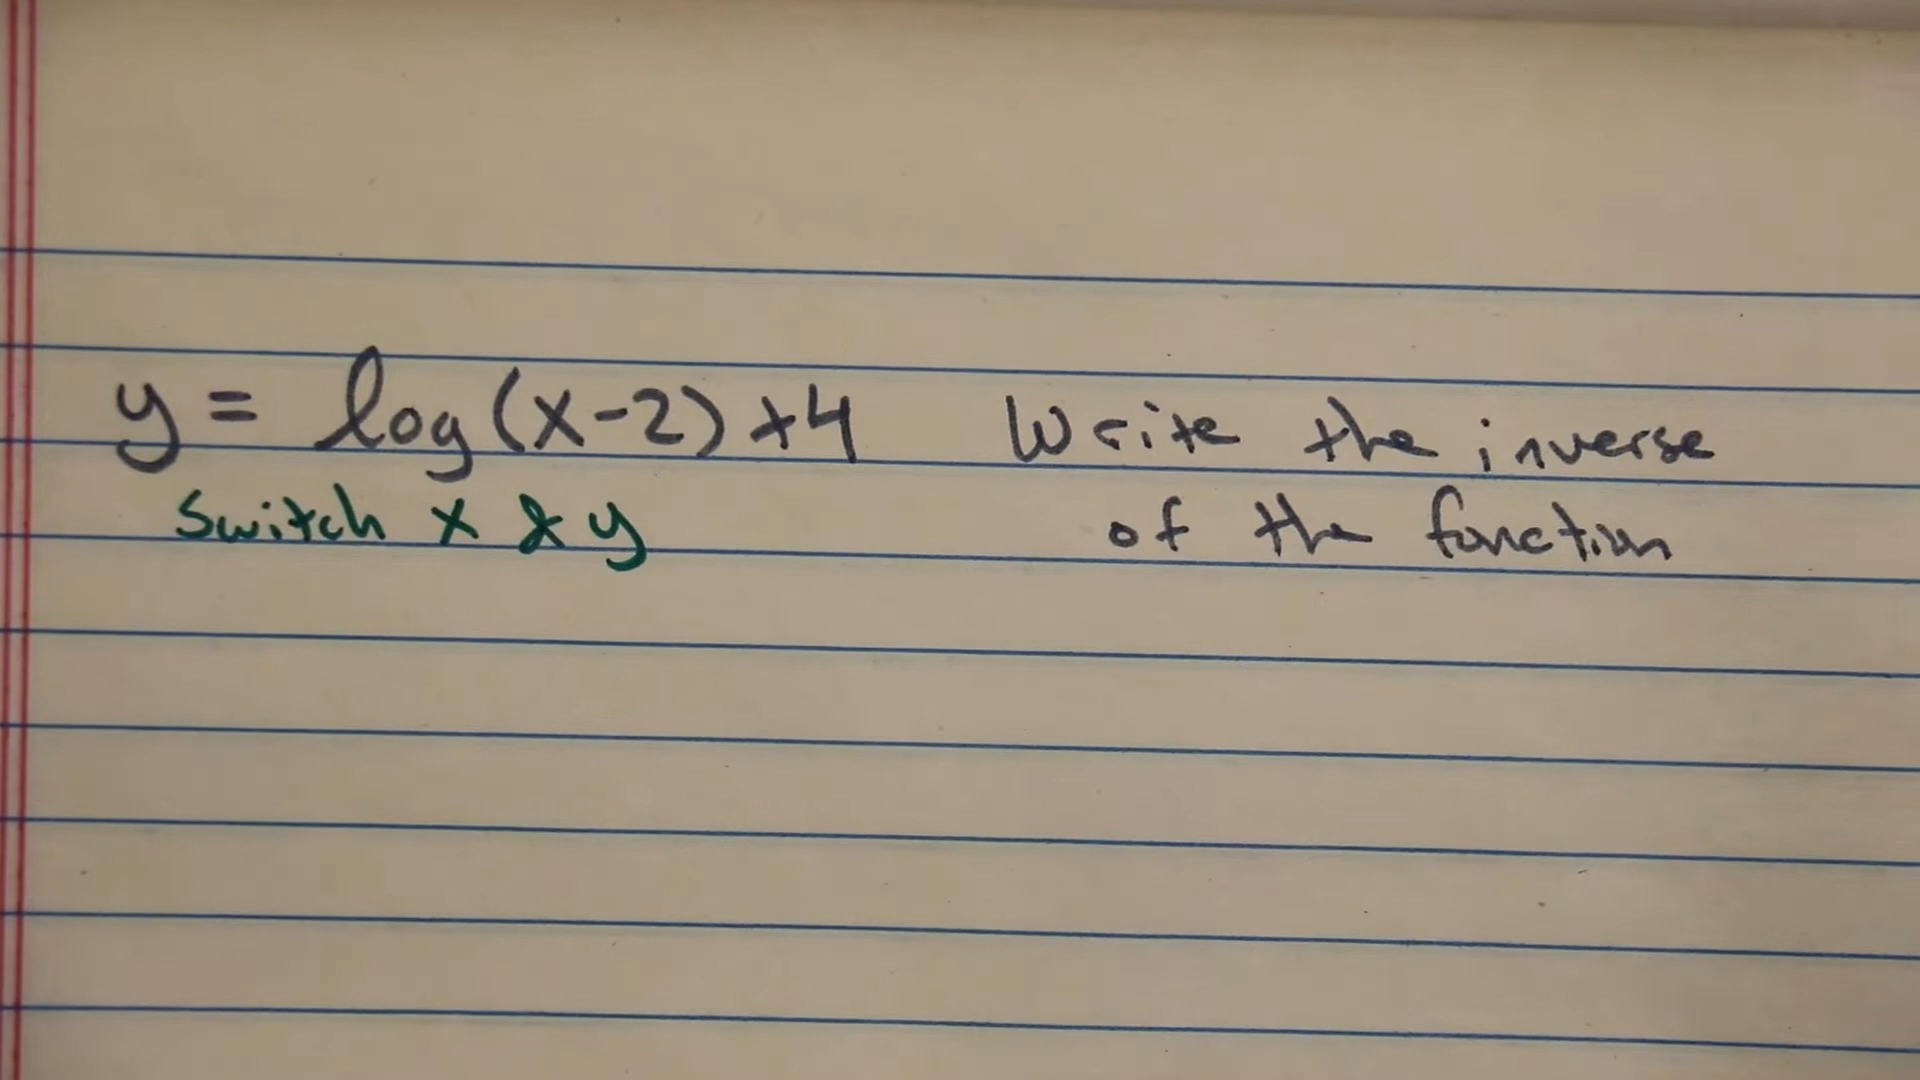 y = log(x-2)+4 Write the inverse
switch x & y of the function